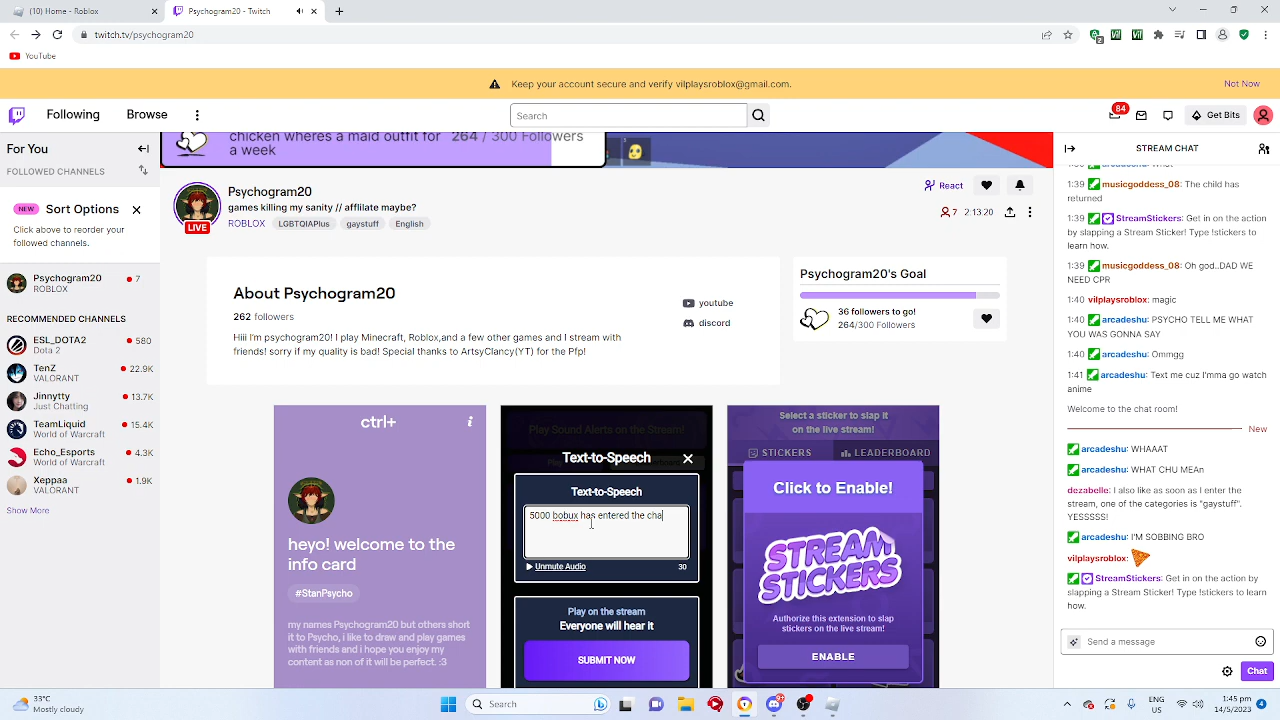 (10) Home - Roblox
Psychogram20 - Twitch
twitch.tv/psychogram20
YouTube
Keep your account secure and verify vilplaysroblox@gmail.com.
Not Now
Following
Browse
Search
84
Get Bits
For You
FOLLOWED CHANNELS
NEW
Sort Options
Click above to reorder
your followed channels.
Psychogram20
7
ROBLOX
RECOMMENDED CHANNELS
ESL_DOTA2
Dota 2
TenZ
22.9K
VALORANT
Jinnytty
13.2K
Just Chatting
TeamLiquid
15.4K
World of Warcraft
Echo_Esports
4.3K
World of Warcraft
Xeppaa
1.9K
VALORANT
Show More
chicken wheres a maid outfit for
a week
264 / 300 Followers
Psychogram20
games killing my sanity // afflilate maybe?
ROBLOX
LGBTQIAPlus
gaystuff
English
LIVE
React
7
2:13:20
About Psychogram20
262 followers
Hiii I'm psychogram20! I play Minecraft, Roblox,and a few other games and I stream with
friends! sorry if my quality is bad! Special thanks to ArtsyClancy(YT) for the Pfp!
youtube
discord
Psychogram20's Goal
36 followers to go!
264/300 Followers
ctrl+
heyo! welcome to the
info card
#StanPsycho
my names Psychogram20 but others short
it to Psycho, i like to draw and play games
with friends and i hope you enjoy my
content as non of it will be perfect. :3
Play Sound Alerts on the Stream!
Text-to-Speech
Text-to-Speech
5000 bobux has entered the cha
Unmute Audio
30
Play on the stream
Everyone will hear it
SUBMIT NOW
Select a sticker to slap it
on the live stream!
STICKERS
LEADERBOARD
Click to Enable!
STREAM
STICKERS
Authorize this extension to slap
stickers on the live stream!
ENABLE
STREAM CHAT
1:39 musicgoddess_08: The child has
returned
1:39 StreamStickers: Get in on the action
by slapping a Stream Sticker! Type !stickers to
learn how.
1:39 musicgoddess_08: Oh god..DAD WE
NEED CPR
1:40 vilplaysroblox: magic
1:40 arcadeshu: PSYCHO TELL ME WHAT
YOU WAS GONNA SAY
1:40 arcadeshu: Ommgg
1:41 arcadeshu: Text me cuz I'mma go watch
anime
Welcome to the chat room!
New
arcadeshu: WHAAAT
arcadeshu: WHAT CHU MEAn
dezabelle: I also like as soon as I enter the
stream, one of the categories is "gaystuff".
YESSSSS!
arcadeshu: I'M SOBBING BRO
vilplaysroblox:
StreamStickers: Get in on the action by
slapping a Stream Sticker! Type !stickers to learn
how.
Send a message
Chat
33°C
Mostly cloudy
Search
ENG
US
1:45 PM
14/5/2023
4